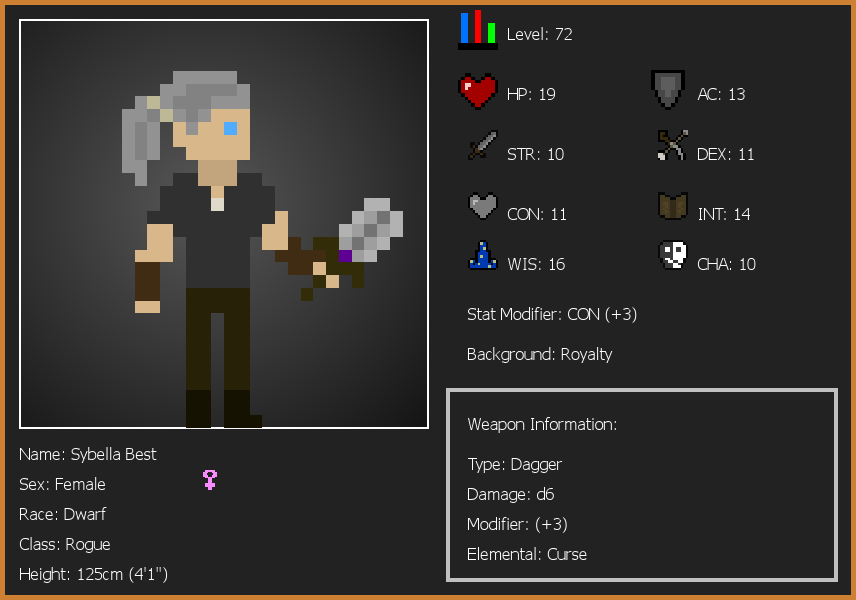 Level: 72
HP: 19
AC: 13
STR: 10
DEX: 11
CON: 11
INT: 14
WIS: 16
CHA: 10
Stat Modifier: CON (+3)
Background: Royalty
Name: Sybella Best
Sex: Female
Race: Dwarf
Class: Rogue
Height: 125cm (4'1")
Weapon Information:
Type: Dagger
Damage: d6
Modifier: (+3)
Elemental: Curse